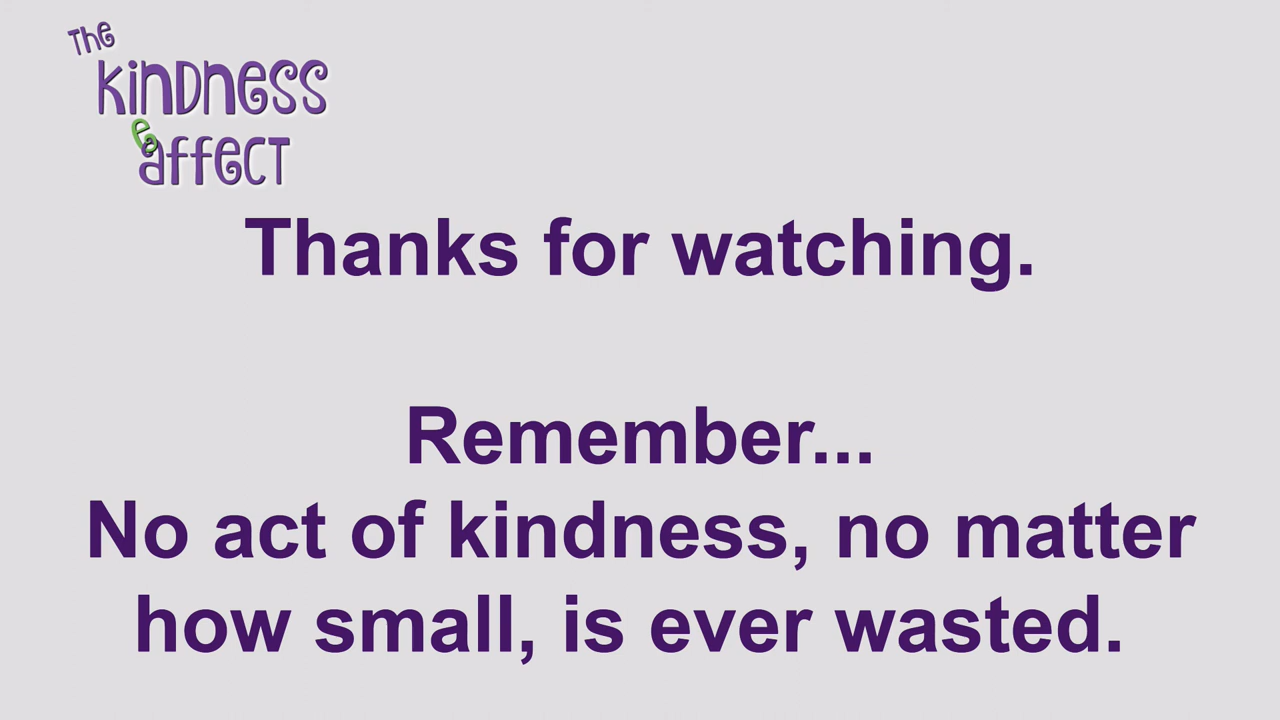 The
Kindness
e
affect
Thanks for watching.
Remember...
No act of kindness, no matter
how small, is ever wasted.